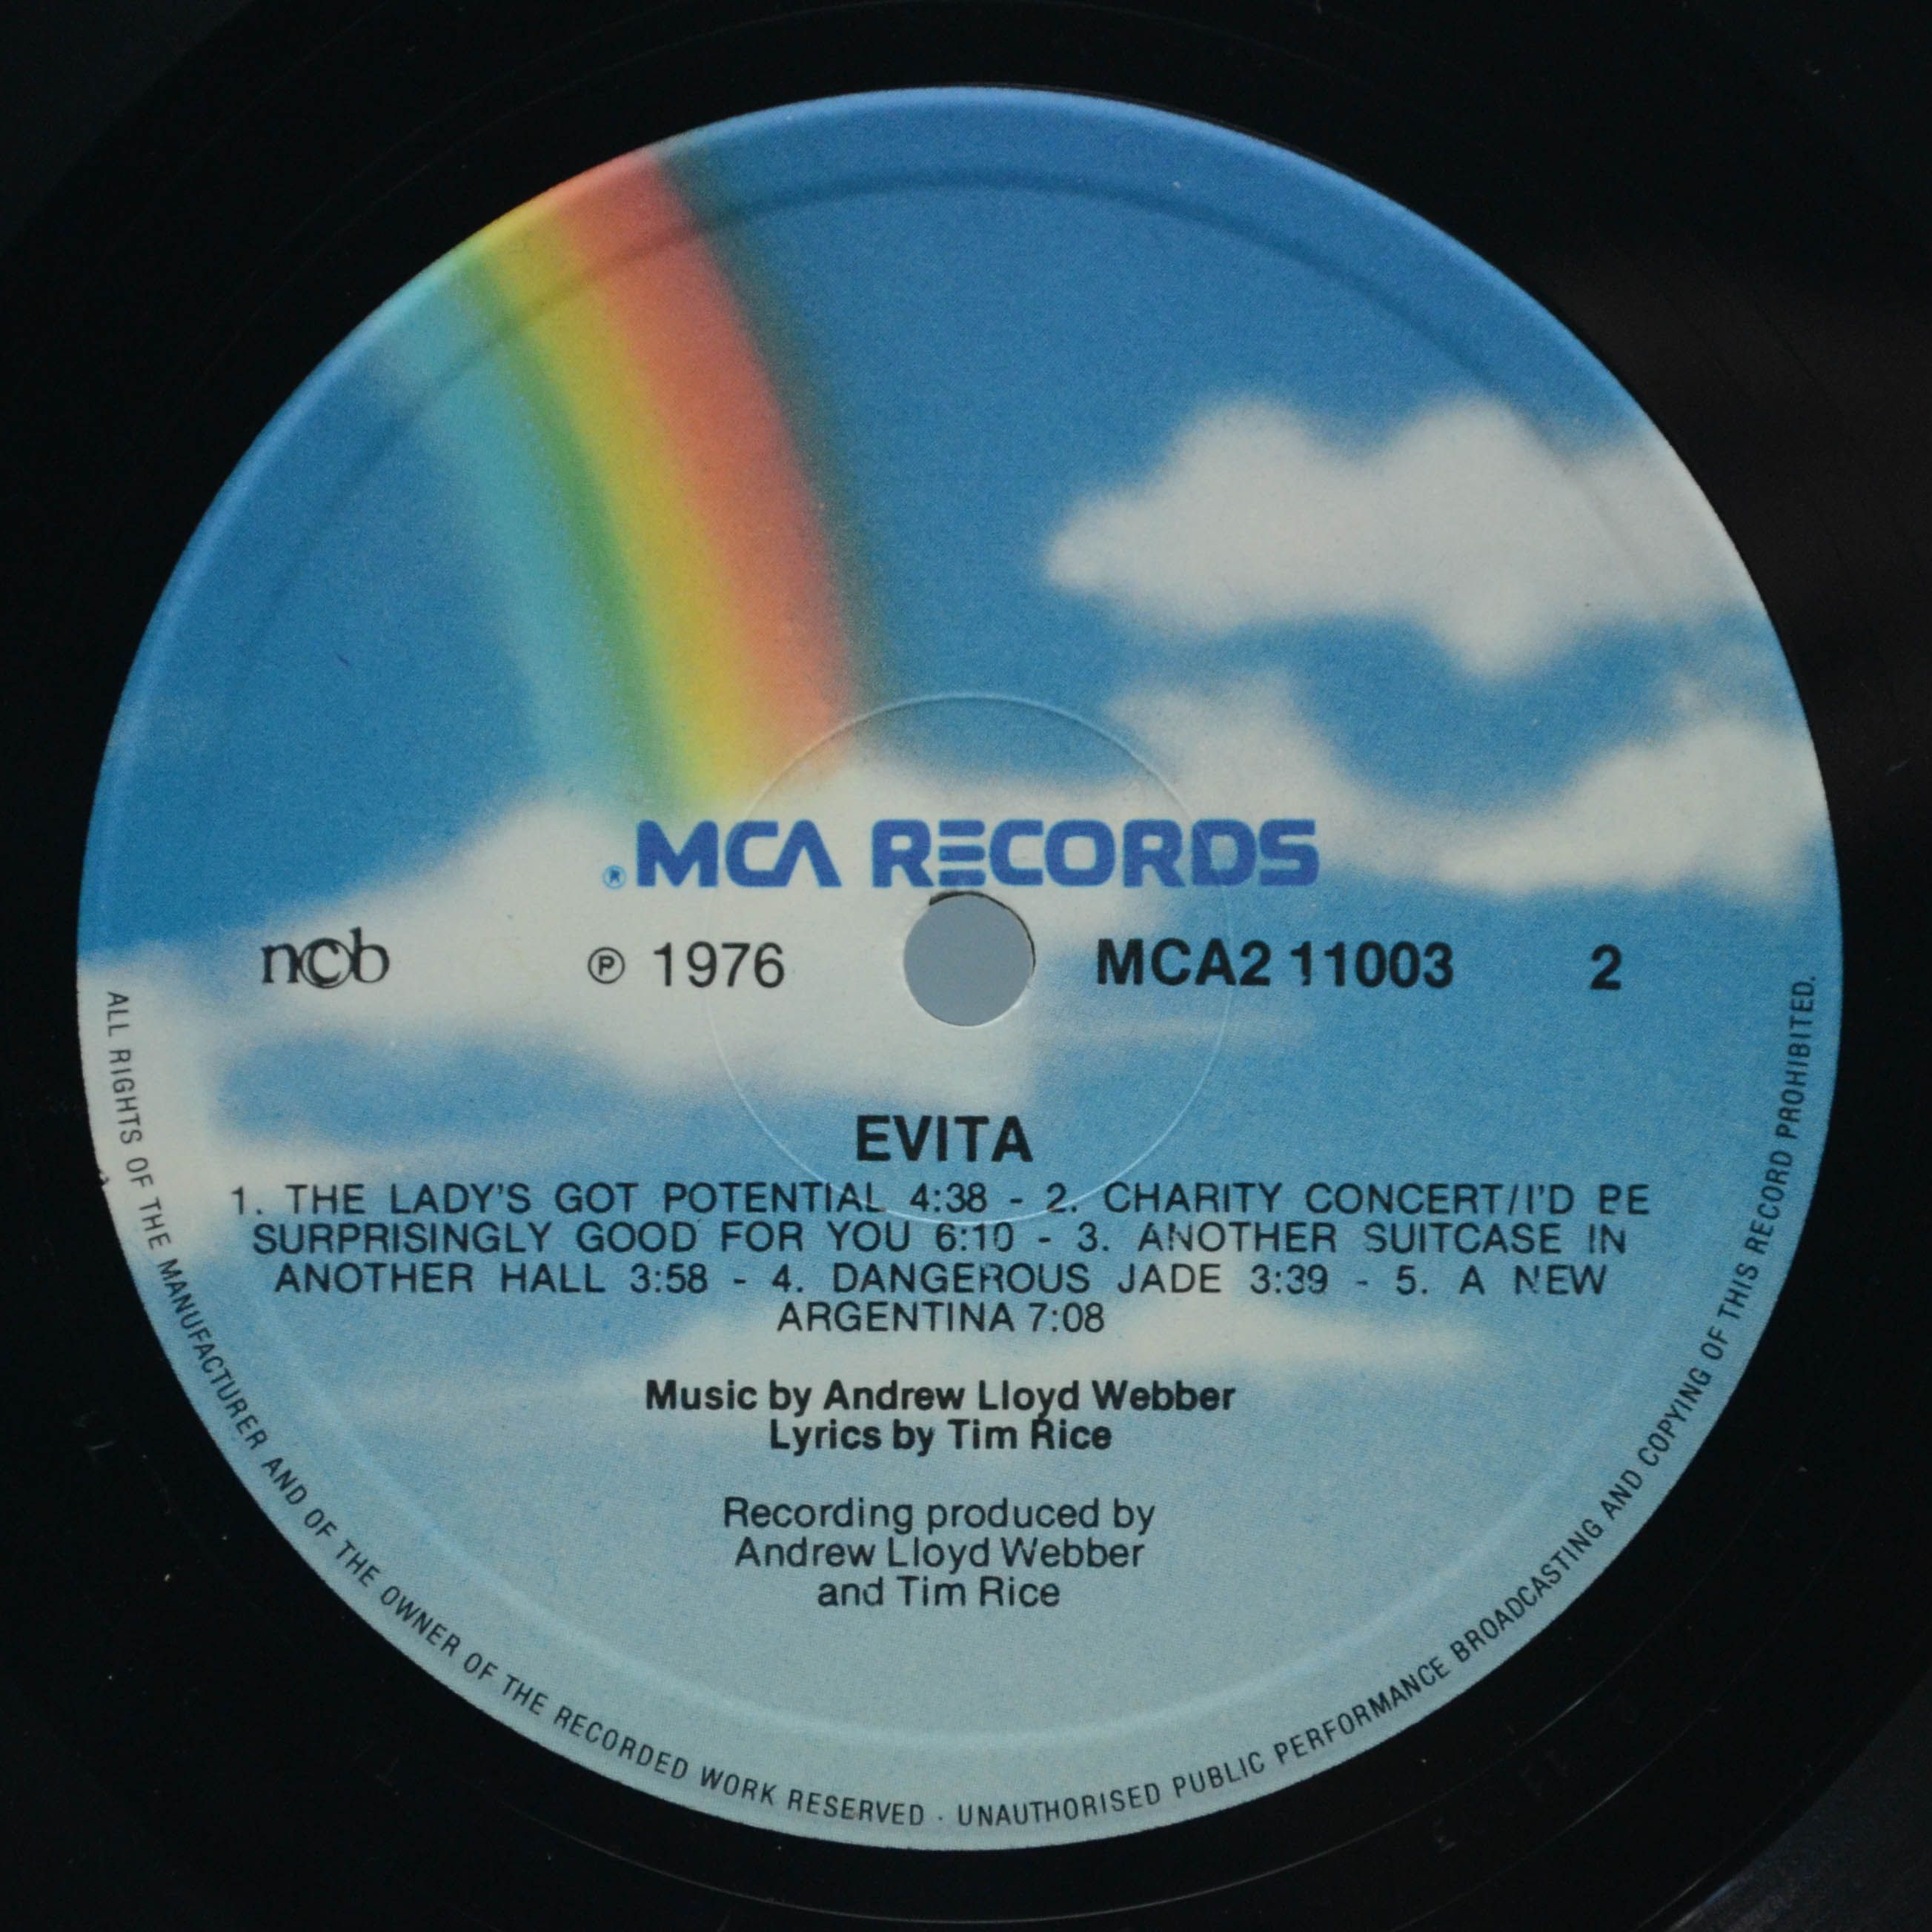 ® MCA RECORDS
ncb ℗ 1976 MCA2 11003 2
EVITA
1. THE LADY'S GOT POTENTIAL 4:38 - 2. CHARITY CONCERT/I'D BE
SURPRISINGLY GOOD FOR YOU 6:10 - 3. ANOTHER SUITCASE IN
ANOTHER HALL 3:58 - 4. DANGEROUS JADE 3:39 - 5. A NEW
ARGENTINA 7:08
Music by Andrew Lloyd Webber
Lyrics by Tim Rice
Recording produced by
Andrew Lloyd Webber
and Tim Rice
ALL RIGHTS OF THE MANUFACTURER AND OF THE OWNER OF THE RECORDED WORK RESERVED · UNAUTHORISED PUBLIC PERFORMANCE BROADCASTING AND COPYING OF THIS RECORD PROHIBITED.